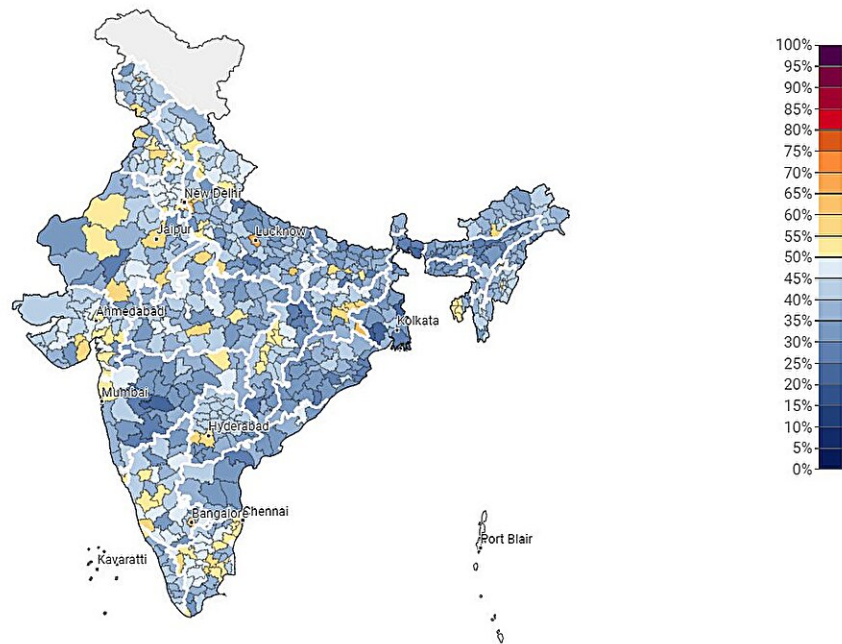 100%
95%
90%
85%
80%
75%
70%
65%
60%
55%
50%
45%
40%
35%
30%
25%
20%
15%
10%
5%
0%
New Delhi
Jaipur
Lucknow
Ahmedabad
Kolkata
Mumbai
Hyderabad
Bangalore
Chennai
Kavaratti
Port Blair